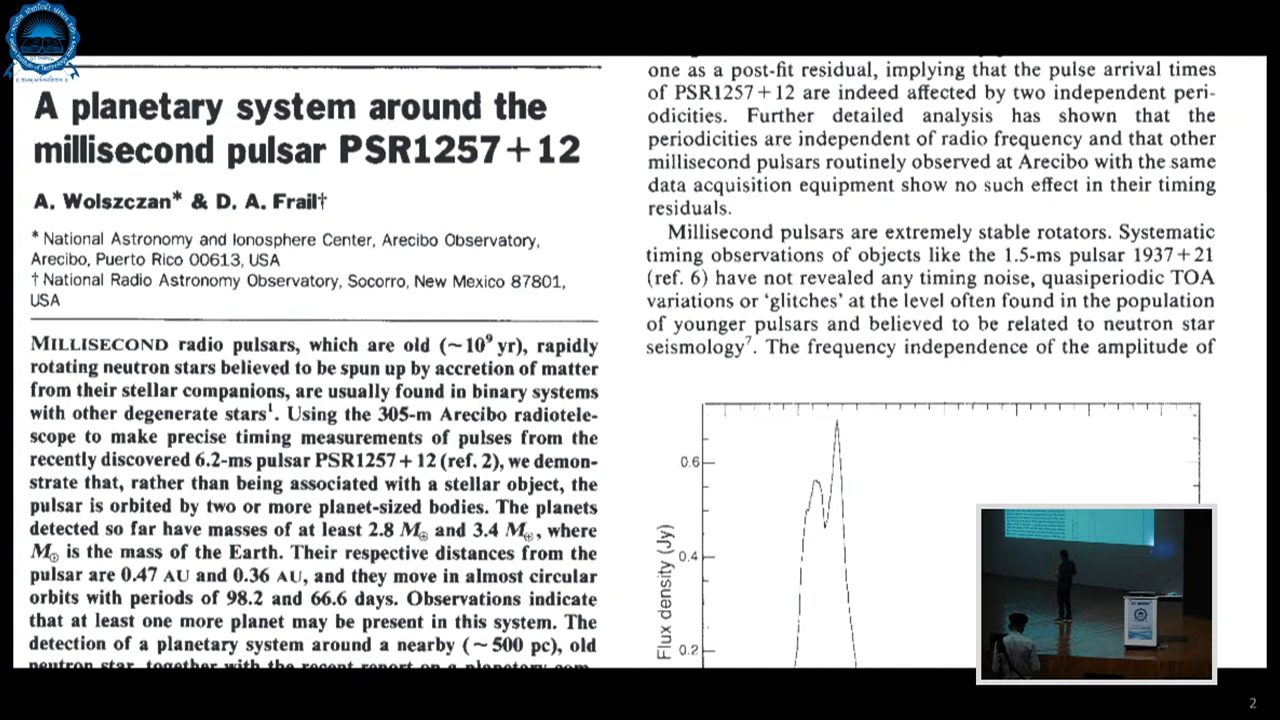 A planetary system around the
millisecond pulsar PSR1257+12
A. Wolszczan* & D. A. Frail†
* National Astronomy and Ionosphere Center, Arecibo Observatory,
Arecibo, Puerto Rico 00613, USA
† National Radio Astronomy Observatory, Socorro, New Mexico 87801,
USA
MILLISECOND radio pulsars, which are old (~10⁹ yr), rapidly
rotating neutron stars believed to be spun up by accretion of matter
from their stellar companions, are usually found in binary systems
with other degenerate stars¹. Using the 305-m Arecibo radiotele-
scope to make precise timing measurements of pulses from the
recently discovered 6.2-ms pulsar PSR1257+12 (ref. 2), we demon-
strate that, rather than being associated with a stellar object, the
pulsar is orbited by two or more planet-sized bodies. The planets
detected so far have masses of at least 2.8 M⊕ and 3.4 M⊕, where
M⊕ is the mass of the Earth. Their respective distances from the
pulsar are 0.47 AU and 0.36 AU, and they move in almost circular
orbits with periods of 98.2 and 66.6 days. Observations indicate
that at least one more planet may be present in this system. The
detection of a planetary system around a nearby (~500 pc), old
neutron star, together with the recent report on a planetary com-
one as a post-fit residual, implying that the pulse arrival times
of PSR1257+12 are indeed affected by two independent peri-
odicities. Further detailed analysis has shown that the
periodicities are independent of radio frequency and that other
millisecond pulsars routinely observed at Arecibo with the same
data acquisition equipment show no such effect in their timing
residuals.
Millisecond pulsars are extremely stable rotators. Systematic
timing observations of objects like the 1.5-ms pulsar 1937+21
(ref. 6) have not revealed any timing noise, quasiperiodic TOA
variations or 'glitches' at the level often found in the population
of younger pulsars and believed to be related to neutron star
seismology⁷. The frequency independence of the amplitude of
0.6
0.4
0.2
Flux density (Jy)
2